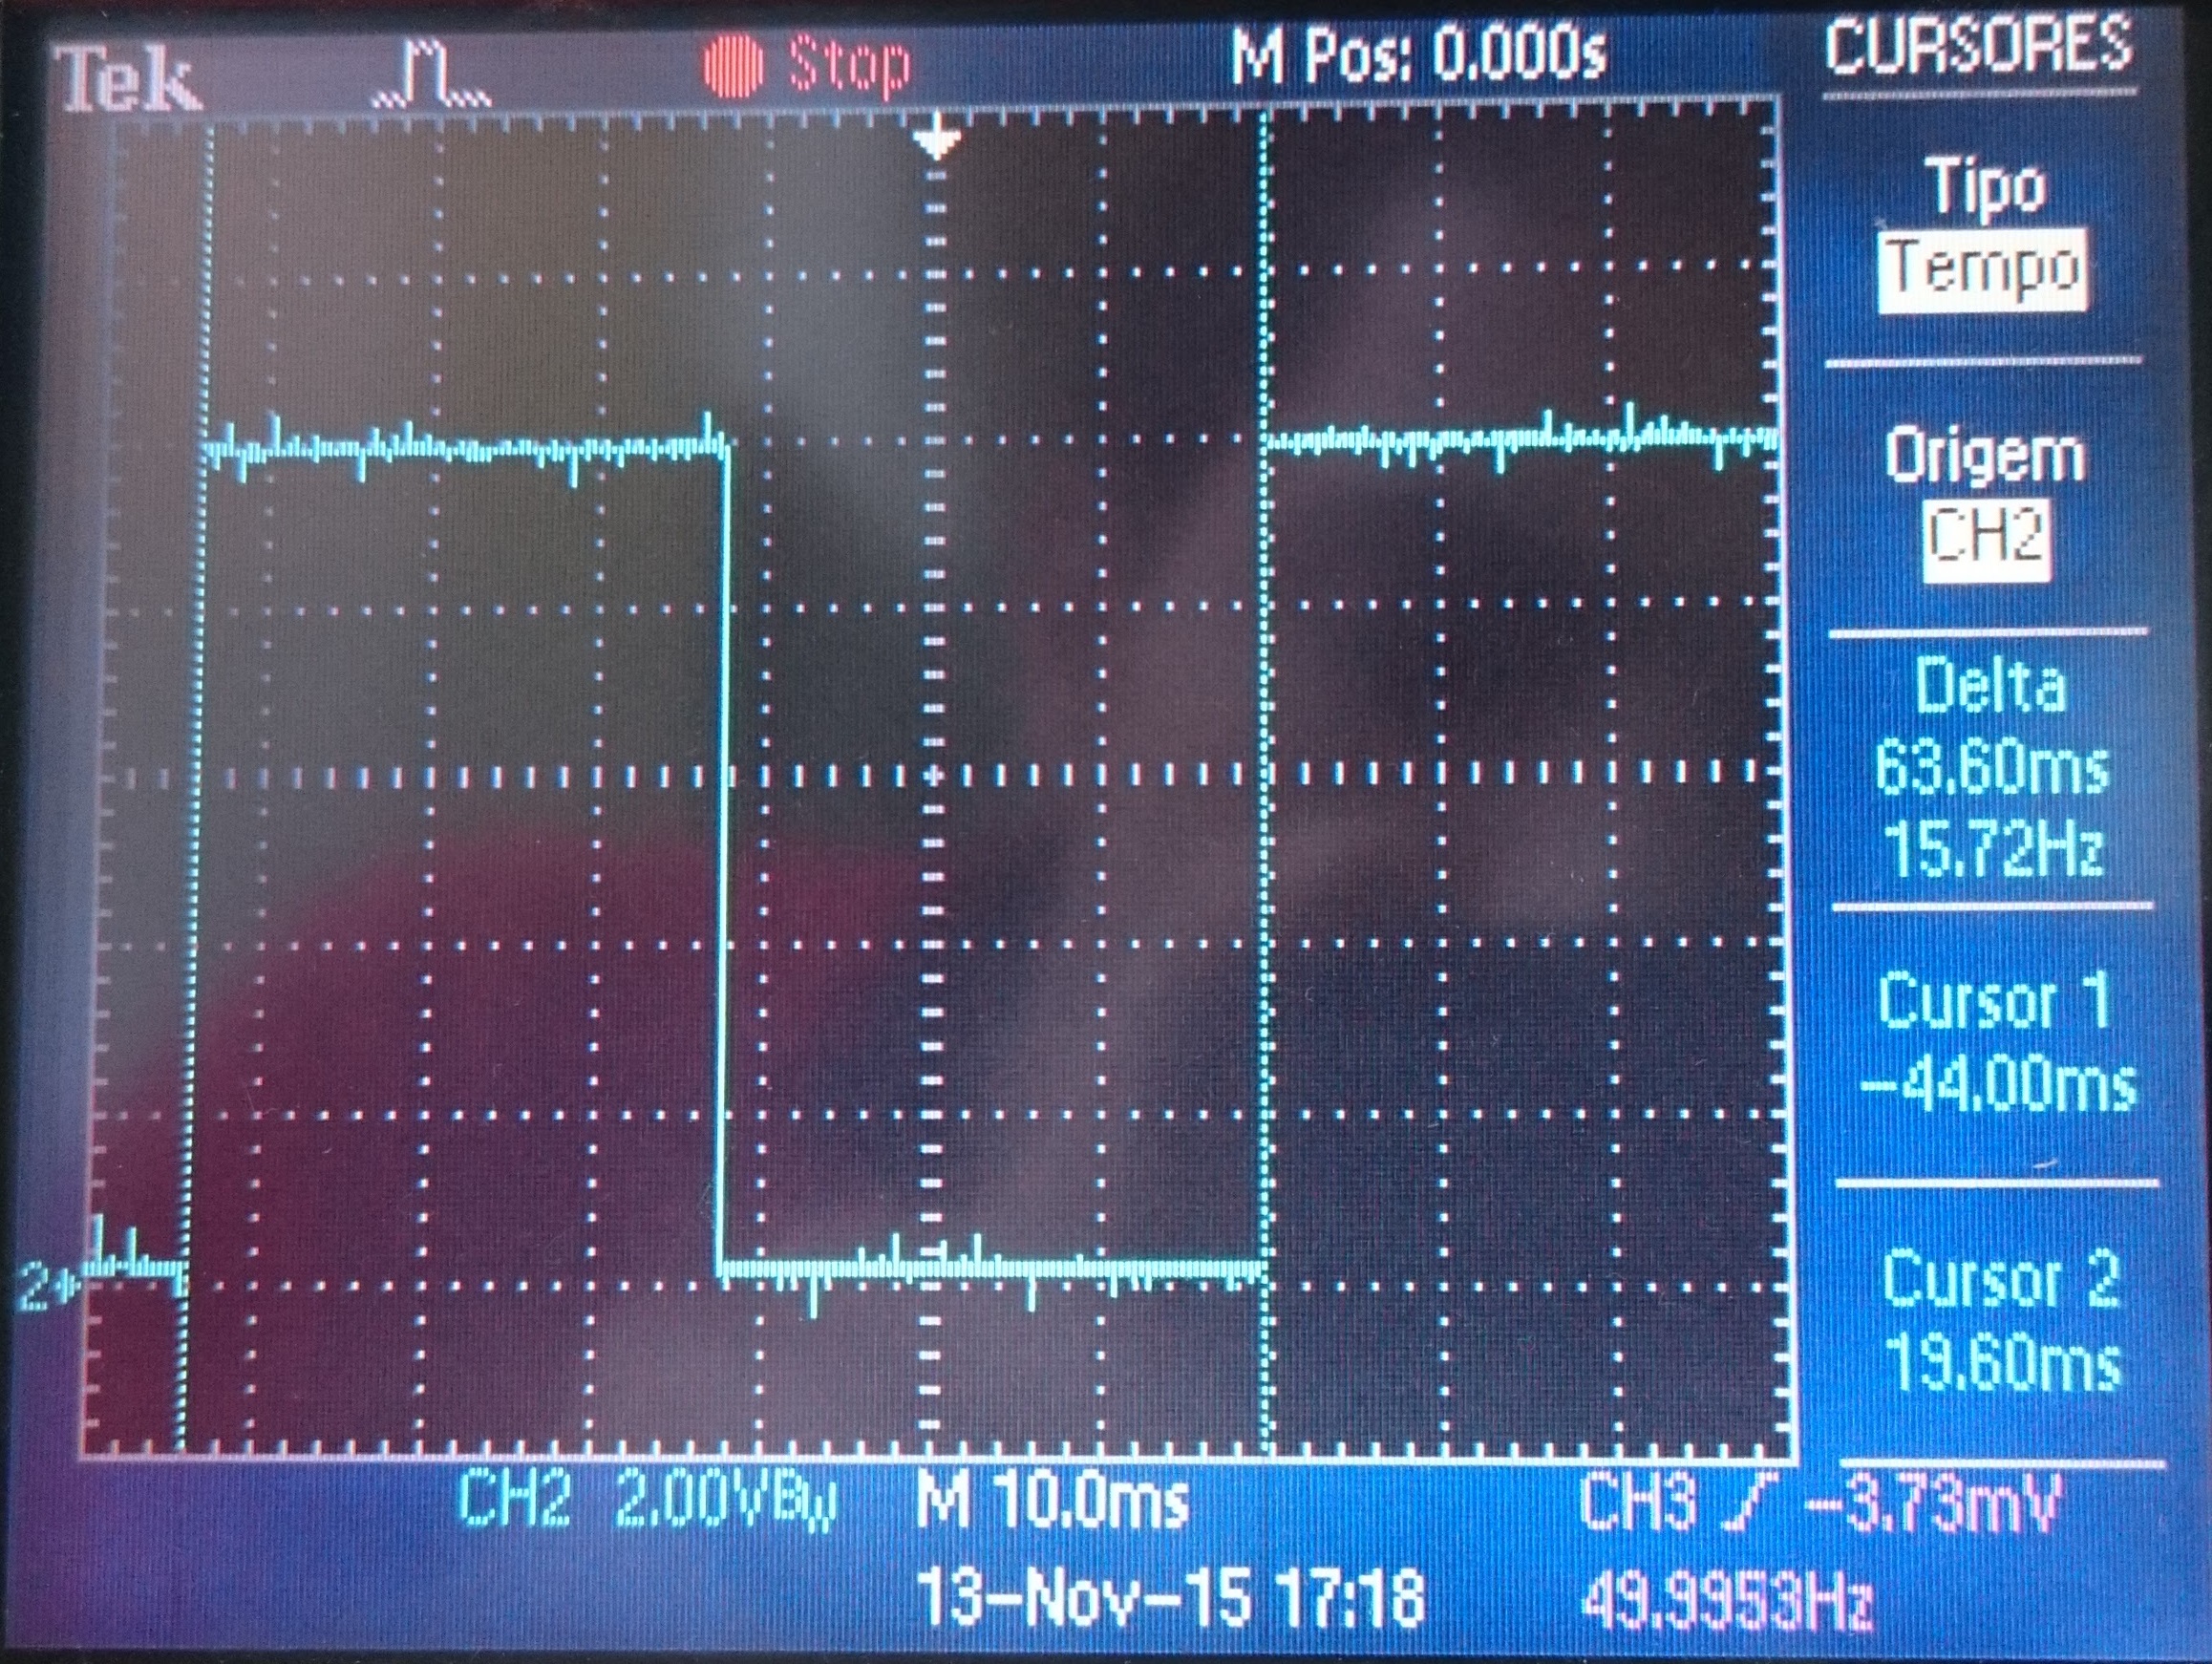 Tek Stop M Pos: 0.000s CURSORES
Tipo
Tempo
Origem
CH2
Delta
63.60ms
15.72Hz
Cursor 1
-44.00ms
2
Cursor 2
19.60ms
CH2 2.00VBW M 10.0ms CH3 -3.73mV
13-Nov-15 17:18 49.9953Hz